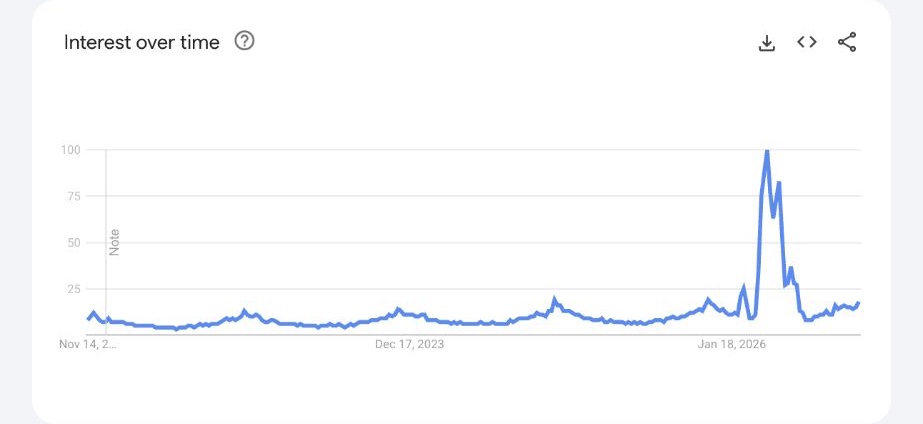 Interest over time
100
75
50
25
Note
Nov 14, 2...
Dec 17, 2023
Jan 18, 2026